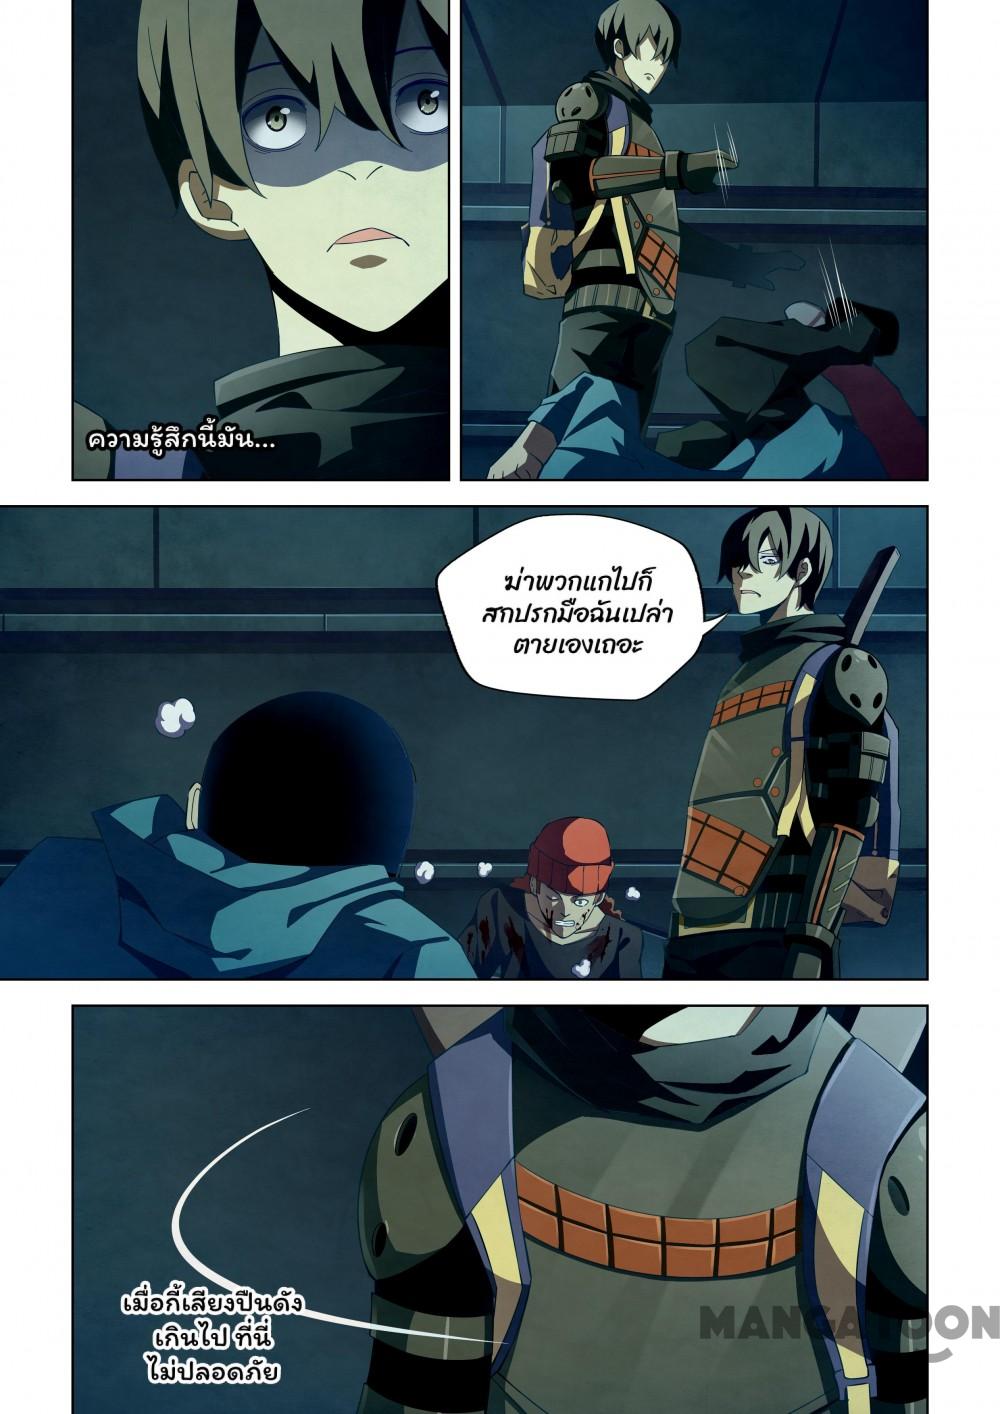 ความรู้สึกนี้มัน...
ฆ่าพวกแกไปก็
สกปรกมือฉันเปล่า
ตายเองเถอะ
เมื่อกี้เสียงปืนดัง
เกินไป ที่นี่
ไม่ปลอดภัย
MANGATOON